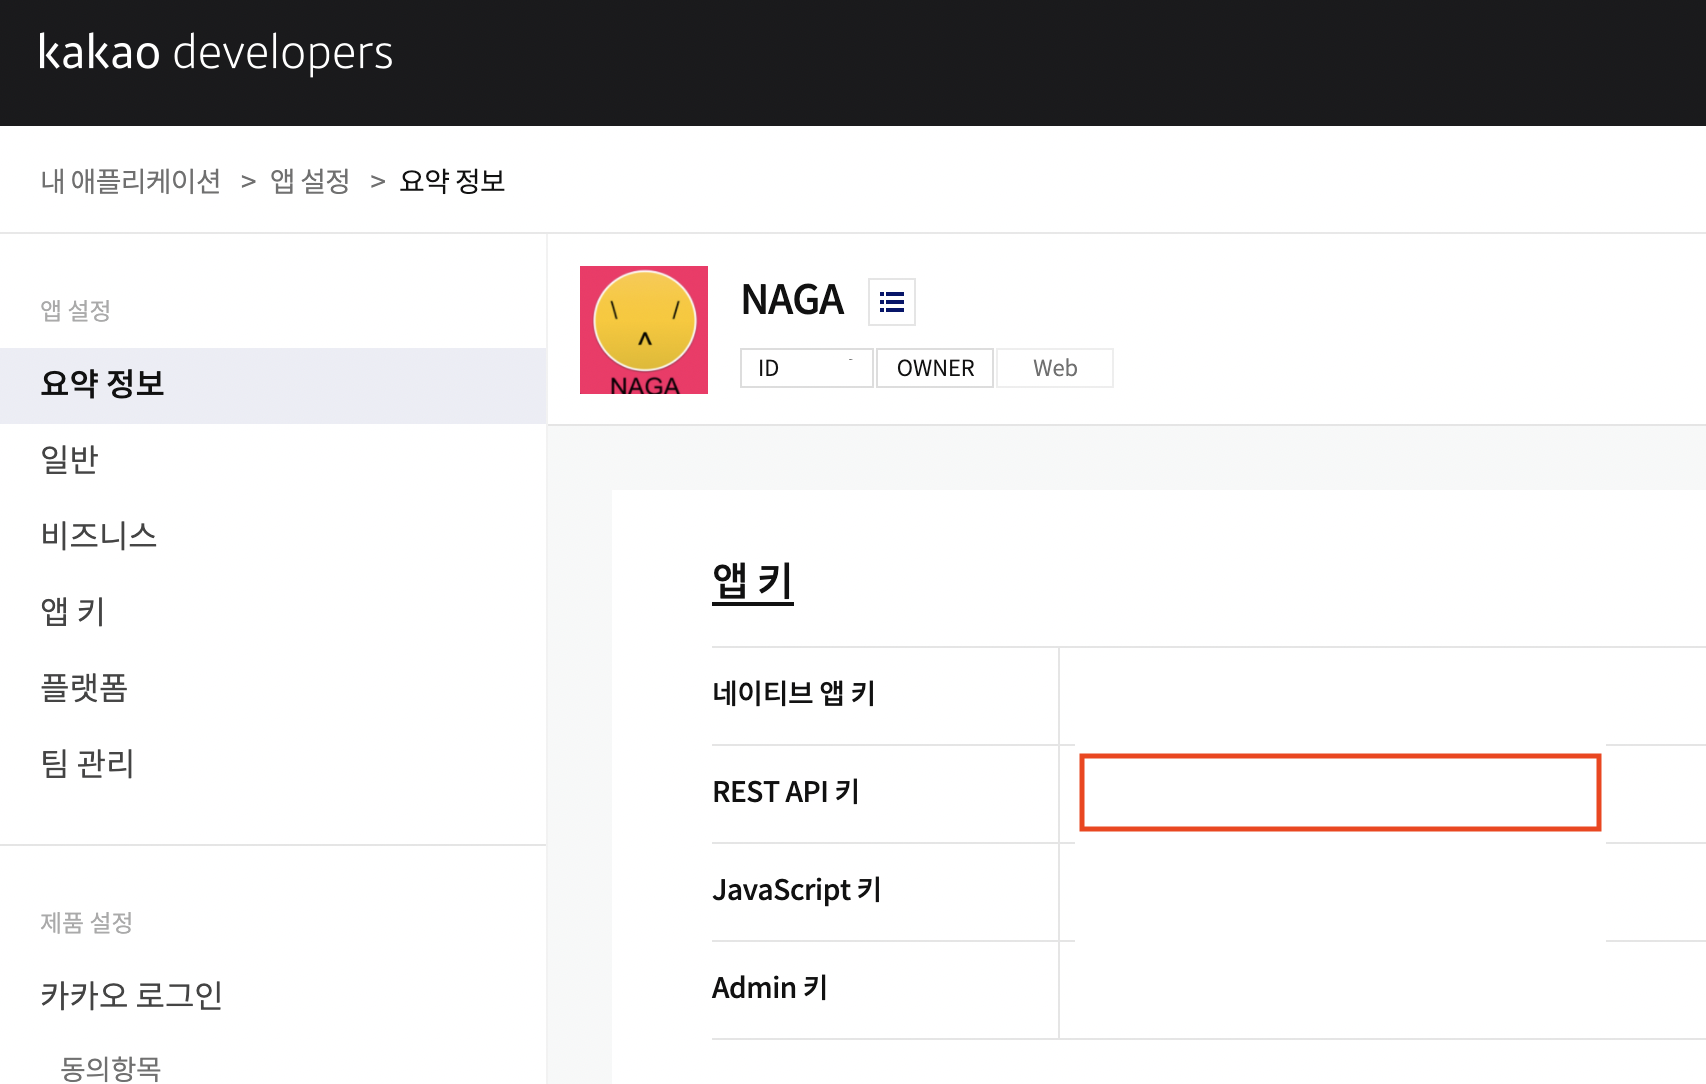 kakao developers
내 애플리케이션 > 앱 설정 > 요약 정보
앱 설정
요약 정보
일반
비즈니스
앱 키
플랫폼
팀 관리
제품 설정
카카오 로그인
동의항목
\ /
^
NAGA
NAGA
ID OWNER Web
앱 키
네이티브 앱 키
REST API 키
JavaScript 키
Admin 키